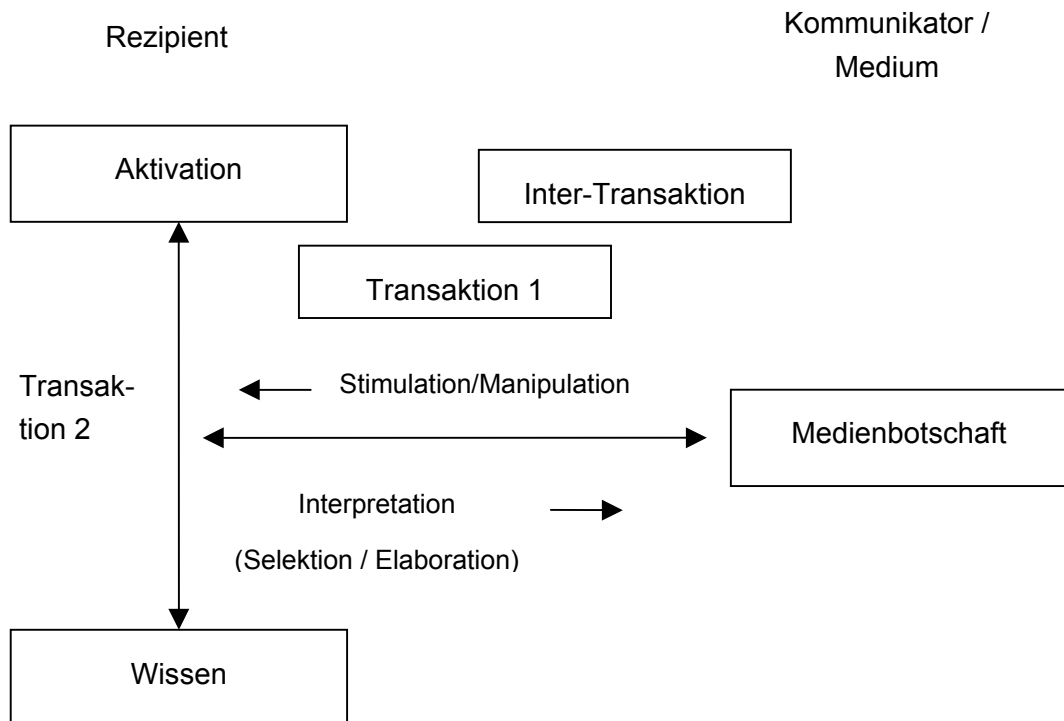 Rezipient
Kommunikator /
Medium
Aktivation
Inter-Transaktion
Transaktion 1
Transak-
tion 2
Stimulation/Manipulation
Medienbotschaft
Interpretation
(Selektion / Elaboration)
Wissen